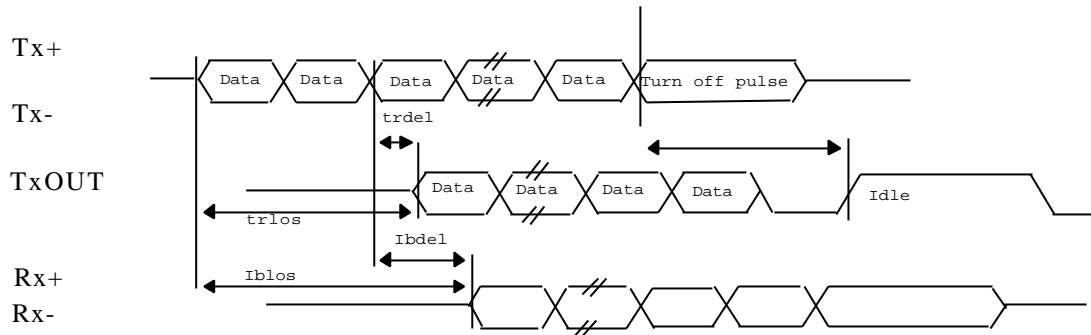 Tx+
Data Data Data Data Data Turn off pulse
Tx-
trdel
TxOUT
Data Data Data Data Idle
trlos
Ibdel
Iblos
Rx+
Rx-